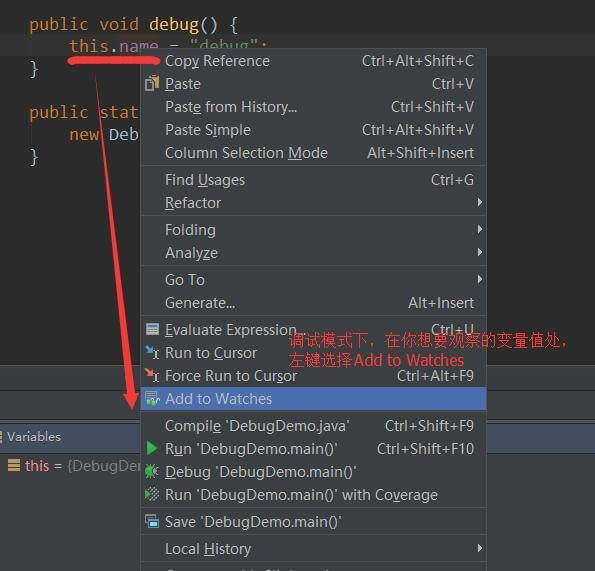 public void debug() {
this.name = "debug";
}
public stat
new Deb
}
Copy Reference Ctrl+Alt+Shift+C
Paste Ctrl+V
Paste from History... Ctrl+Shift+V
Paste Simple Ctrl+Alt+Shift+V
Column Selection Mode Alt+Shift+Insert
Find Usages Ctrl+G
Refactor
Folding
Analyze
Go To
Generate... Alt+Insert
Evaluate Expression... Ctrl+U
调试模式下，在你想要观察的变量值处，
左键选择Add to Watches
Run to Cursor
Force Run to Cursor Ctrl+Alt+F9
Add to Watches
Compile 'DebugDemo.java' Ctrl+Shift+F9
Run 'DebugDemo.main()' Ctrl+Shift+F10
Debug 'DebugDemo.main()'
Run 'DebugDemo.main()' with Coverage
Save 'DebugDemo.main()'
Local History
Variables
this = {DebugDem